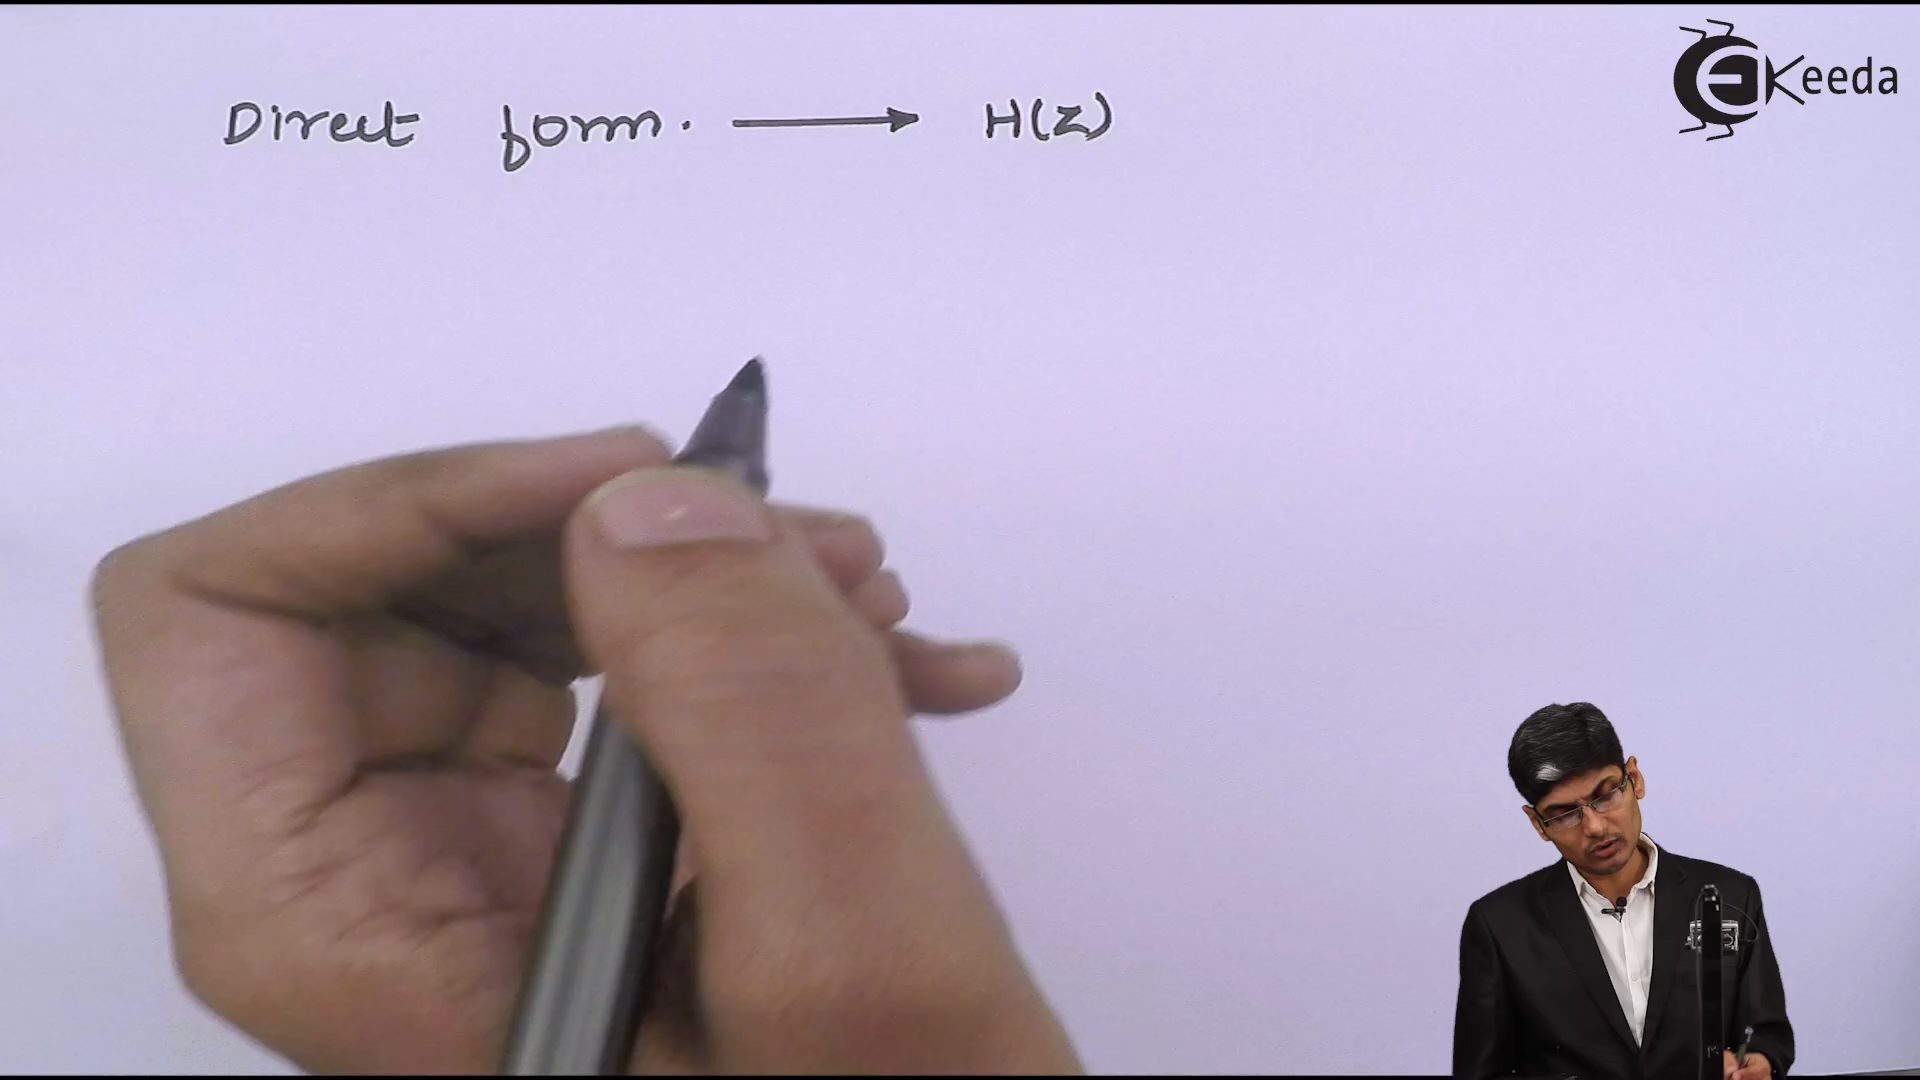 Direct form. → H(z)
EKeeda